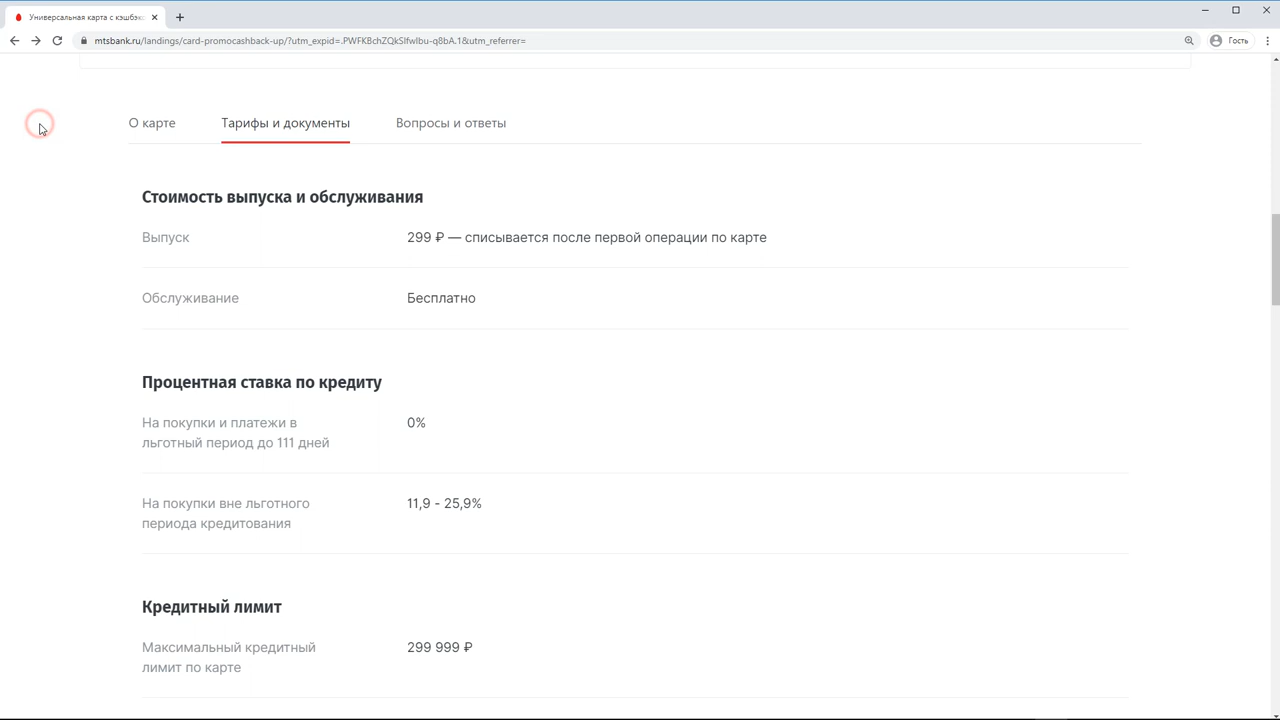 Универсальная карта с кэшбэк
Гость
mtsbank.ru/landings/card-promocashback-up/?utm_expid=.PWFKBchZQkSIfwIbu-q8bA.1&utm_referrer=
О карте
Тарифы и документы
Вопросы и ответы
Стоимость выпуска и обслуживания
Выпуск
299 ₽ — списывается после первой операции по карте
Обслуживание
Бесплатно
Процентная ставка по кредиту
На покупки и платежи в
льготный период до 111 дней
0%
На покупки вне льготного
периода кредитования
11,9 - 25,9%
Кредитный лимит
Максимальный кредитный
лимит по карте
299 999 ₽